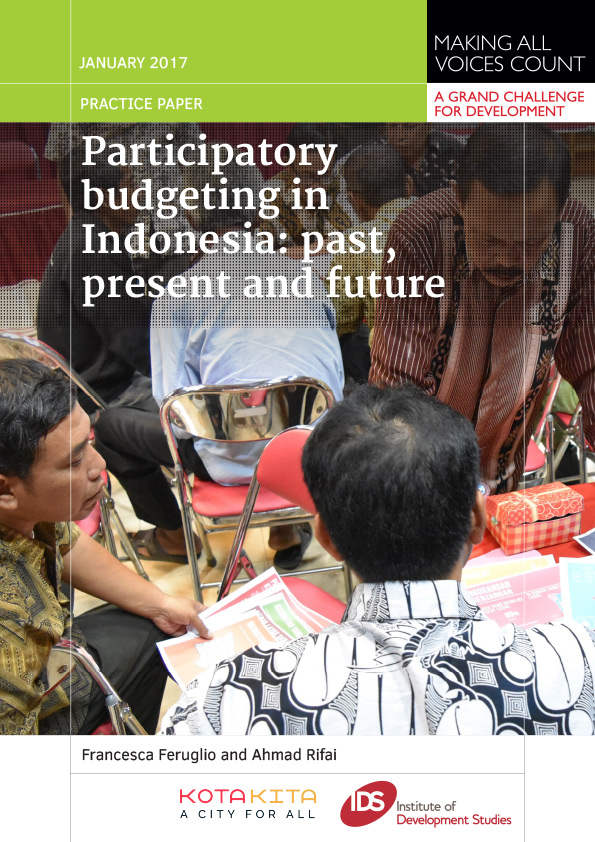 JANUARY 2017
MAKING ALL
VOICES COUNT
PRACTICE PAPER
A GRAND CHALLENGE
FOR DEVELOPMENT
Participatory
budgeting in
Indonesia: past,
present and future
Francesca Feruglio and Ahmad Rifai
KOTA KITA
A CITY FOR ALL
IDS
Institute of
Development Studies